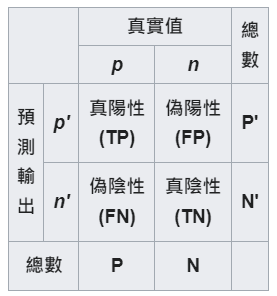 真實值
總
數
p
n
預
測
輸
出
p'
真陽性
(TP)
偽陽性
(FP)
P'
n'
偽陰性
(FN)
真陰性
(TN)
N'
總數
P
N